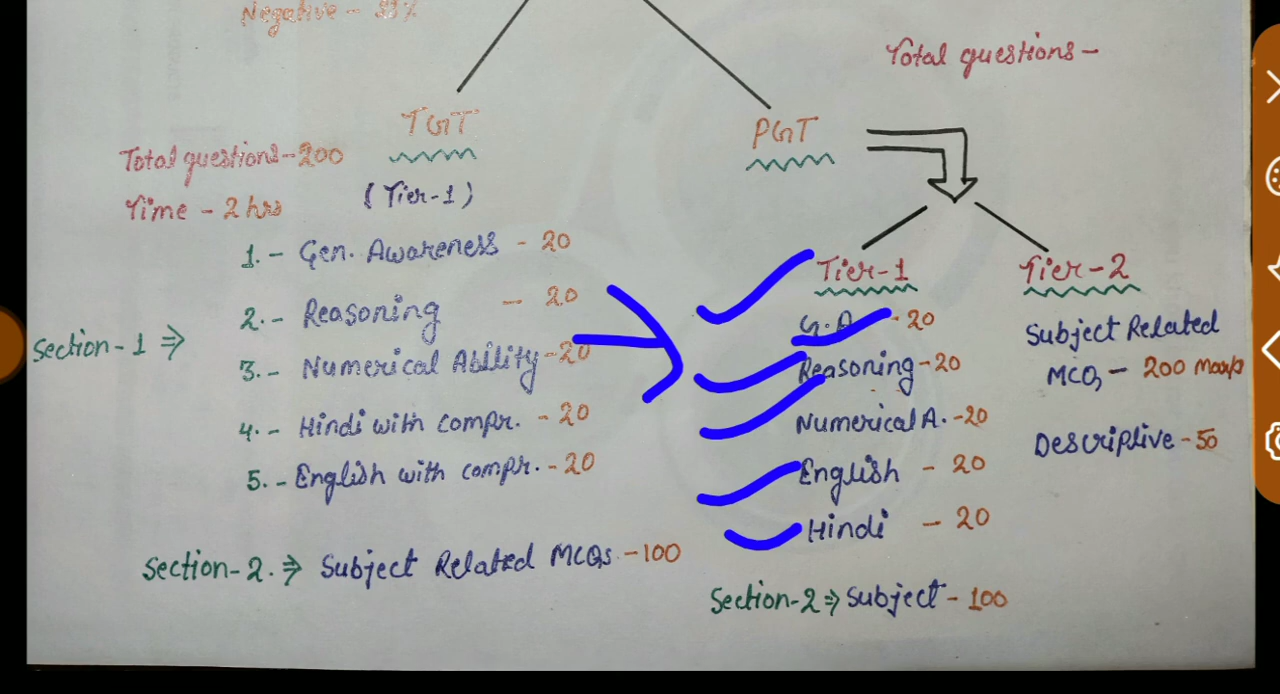 Negative - 33%
Total questions -
TGT
PGT
Total questions-200
Time - 2 hrs
(Tier-1)
1. - Gen. Awareness - 20
2. - Reasoning - 20
Section-1 ⇒
3. - Numerical Ability -20
4. - Hindi with compr. - 20
5. - English with compr. - 20
Section-2. ⇒ Subject Related MCQs - 100
Tier-1
G.A - 20
Reasoning -20
Numerical A. -20
English - 20
Hindi - 20
Section-2 ⇒ Subject - 100
Tier-2
Subject Related
MCQ - 200 marks
Descriptive - 50